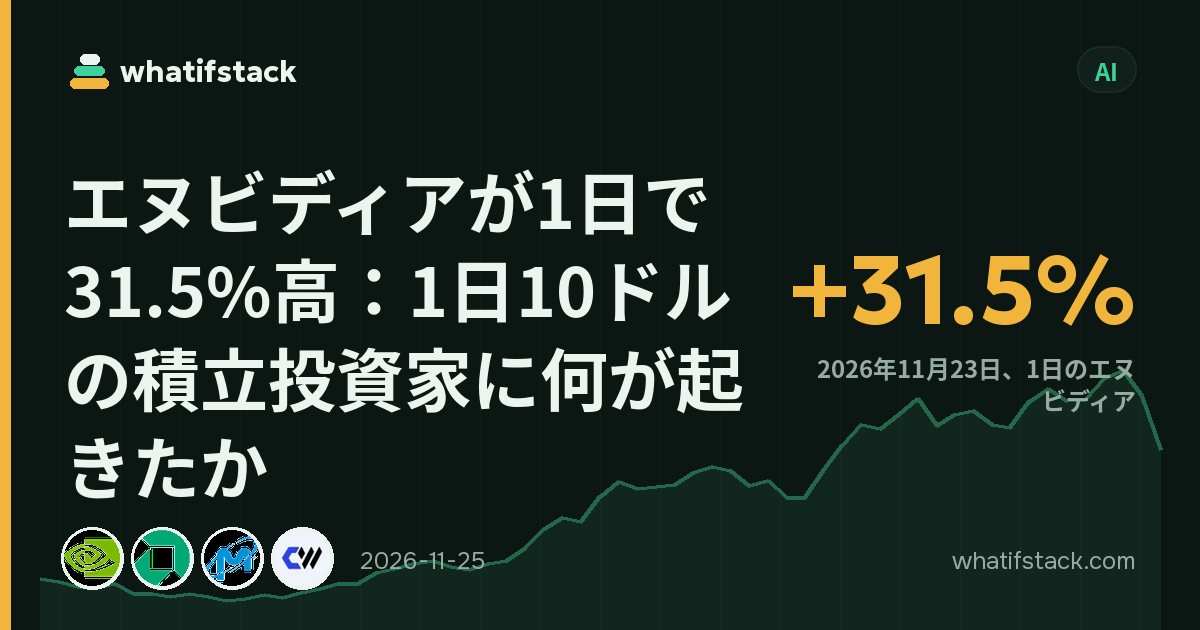 whatifstack
AI
エヌビディアが1日で
31.5%高：1日10ドル
の積立投資家に何が起
きたか
+31.5%
2026年11月23日、1日のエヌ
ビディア
2026-11-25
whatifstack.com